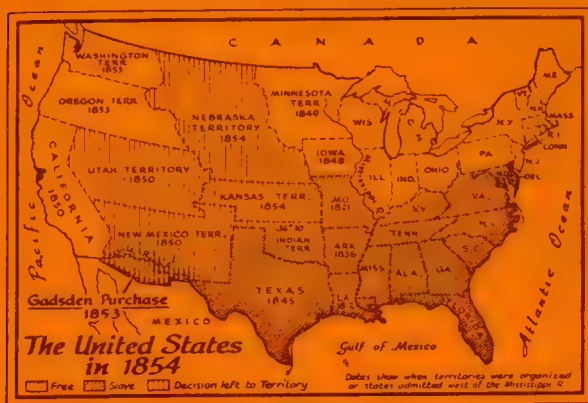 CANADA
WASHINGTON
TERR
1853
OREGON TERR
1853
NEBRASKA
TERRITORY
1854
MINNESOTA
TERR
1849
UTAH TERRITORY
1850
CALIFORNIA
1850
KANSAS TERR.
1854
NEW MEXICO TERR.
1850
INDIAN
TERR
TEXAS
1845
IOWA
1848
MO
1821
ARK
1836
LA
WIS
ILL
IND.
OHIO
KY
TENN.
MISS
ALA.
GA
S.C.
VA.
PA.
N.Y
VT.
N.H.
ME.
MASS.
R.I
CONN
N.J.
DEL
Pacific Ocean
Atlantic Ocean
Gulf of Mexico
MEXICO
Gadsden Purchase
1853
The United States
in 1854
Free Slave Decision left to Territory
Dates show when territories were organized
or states admitted west of the Mississippi R